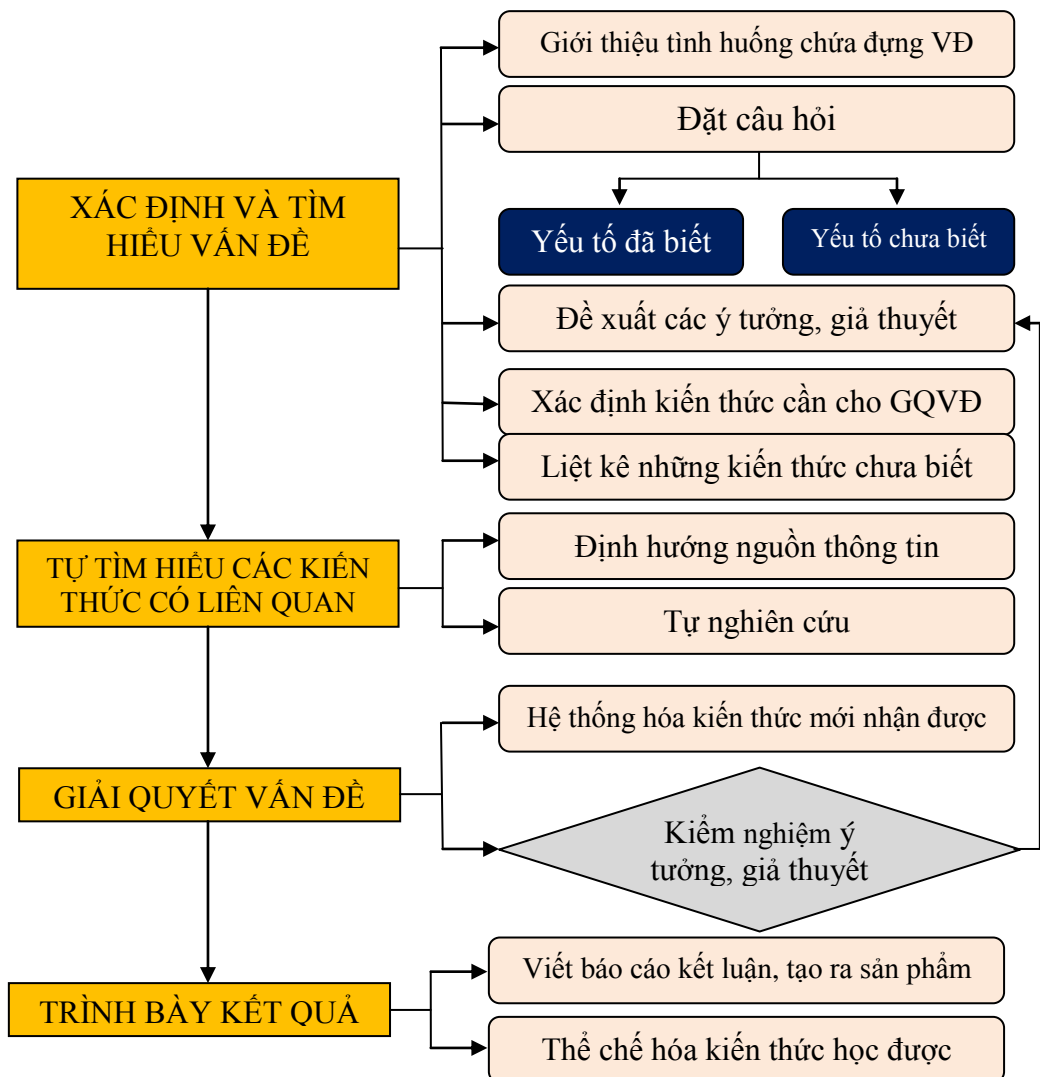 Giới thiệu tình huống chứa đựng VĐ
Đặt câu hỏi
XÁC ĐỊNH VÀ TÌM
HIỂU VẤN ĐỀ
Yếu tố đã biết
Yếu tố chưa biết
Đề xuất các ý tưởng, giả thuyết
Xác định kiến thức cần cho GQVĐ
Liệt kê những kiến thức chưa biết
TỰ TÌM HIỂU CÁC KIẾN
THỨC CÓ LIÊN QUAN
Định hướng nguồn thông tin
Tự nghiên cứu
Hệ thống hóa kiến thức mới nhận được
GIẢI QUYẾT VẤN ĐỀ
Kiểm nghiệm ý
tưởng, giả thuyết
Viết báo cáo kết luận, tạo ra sản phẩm
TRÌNH BÀY KẾT QUẢ
Thể chế hóa kiến thức học được